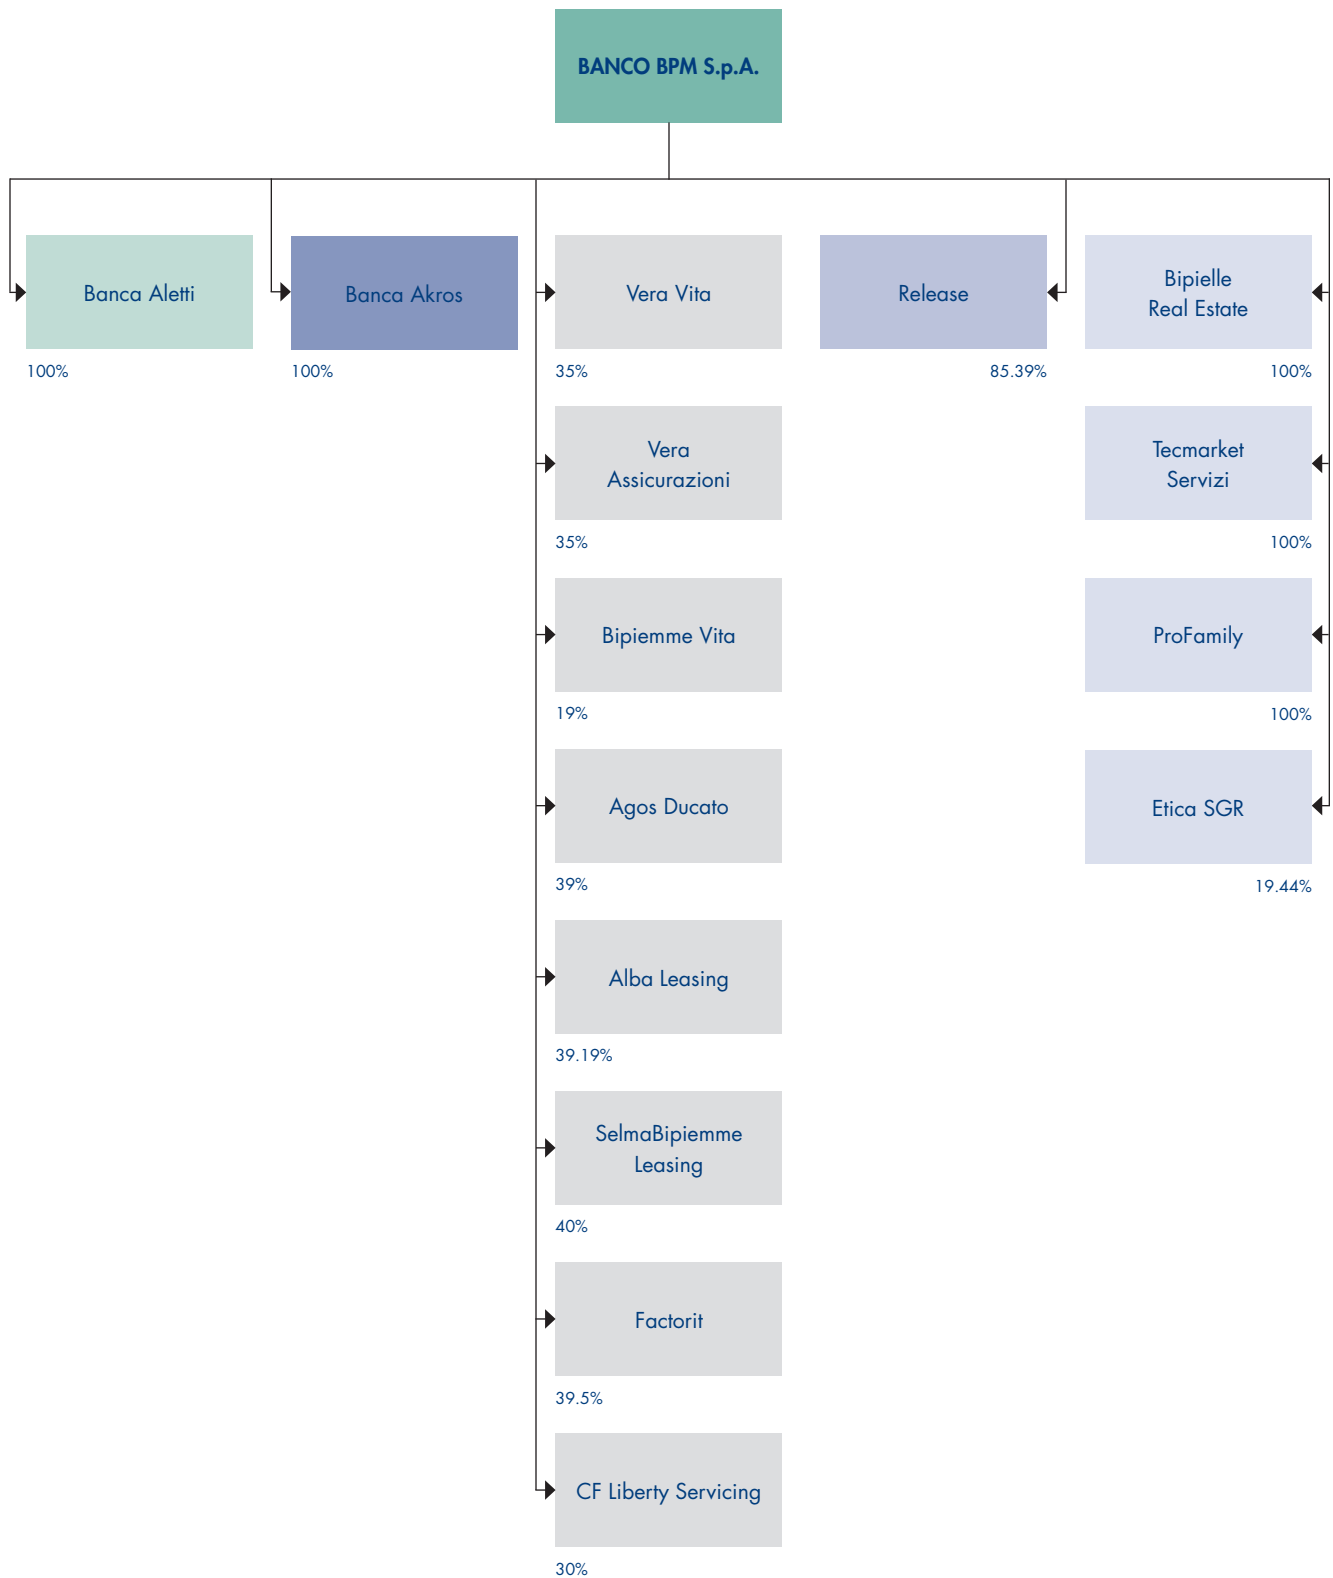 BANCO BPM S.p.A.
Banca Aletti
100%
Banca Akros
100%
Vera Vita
35%
Vera
Assicurazioni
35%
Bipiemme Vita
19%
Agos Ducato
39%
Alba Leasing
39.19%
SelmaBipiemme
Leasing
40%
Factorit
39.5%
CF Liberty Servicing
30%
Release
85.39%
Bipielle
Real Estate
100%
Tecmarket
Servizi
100%
ProFamily
100%
Etica SGR
19.44%